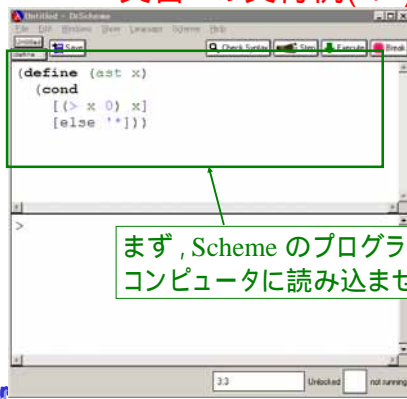 Untitled - DrScheme
File Edit Windows Show Language Scheme Help
Untitled
define
Save
Check Syntax Step Execute Break
(define (ast x)
(cond
[(> x 0) x]
[else '*]))
>
まず , Scheme のプログラ
コンピュータに読み込ませ
3:3 Unlocked not running